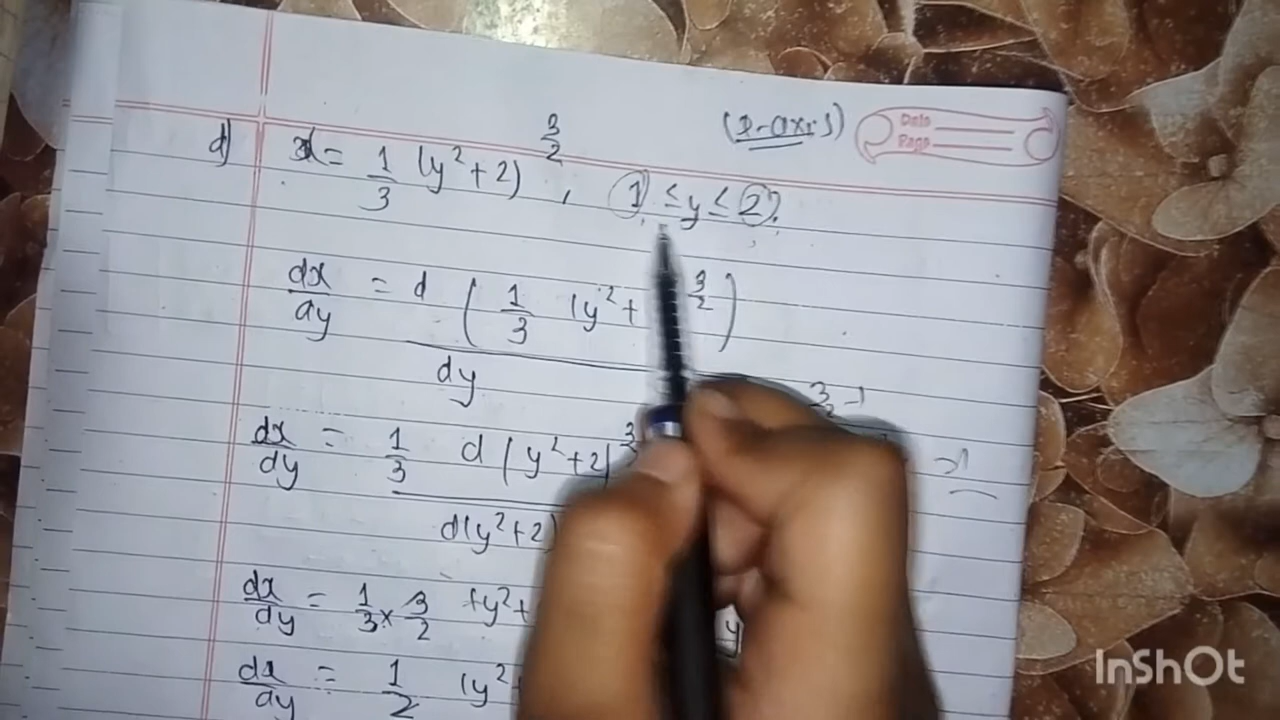 (x-axis)
Date
Page
d) x = 1/3 (y² + 2)^3/2 , 1 ≤ y ≤ 2?
dx/dy = d ( 1/3 (y² + 3/2 ) / dy
3/2 - 1
dx/dy = 1/3 d (y² + 2)^3 / d(y² + 2)
dx/dy = 1/3 × 3/2 (y² +
y
dx/dy = 1/2 (y²
InShOt